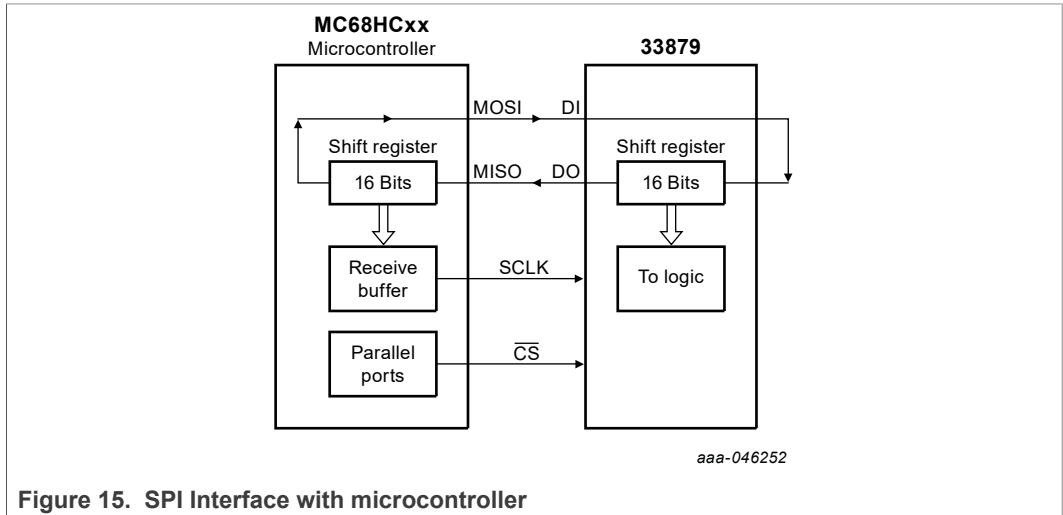 MC68HCxx
Microcontroller
33879
MOSI
DI
Shift register
16 Bits
MISO
DO
Shift register
16 Bits
Receive
buffer
SCLK
To logic
Parallel
ports
CS
aaa-046252
Figure 15. SPI Interface with microcontroller